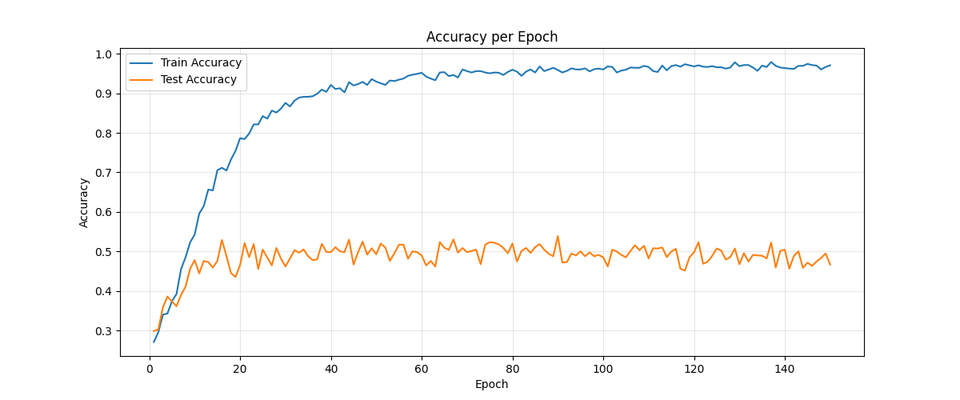 Accuracy per Epoch
1.0
Train Accuracy
Test Accuracy
0.9
0.8
0.7
0.6
Accuracy
0.5
0.4
0.3
0 20 40 60 80 100 120 140
Epoch